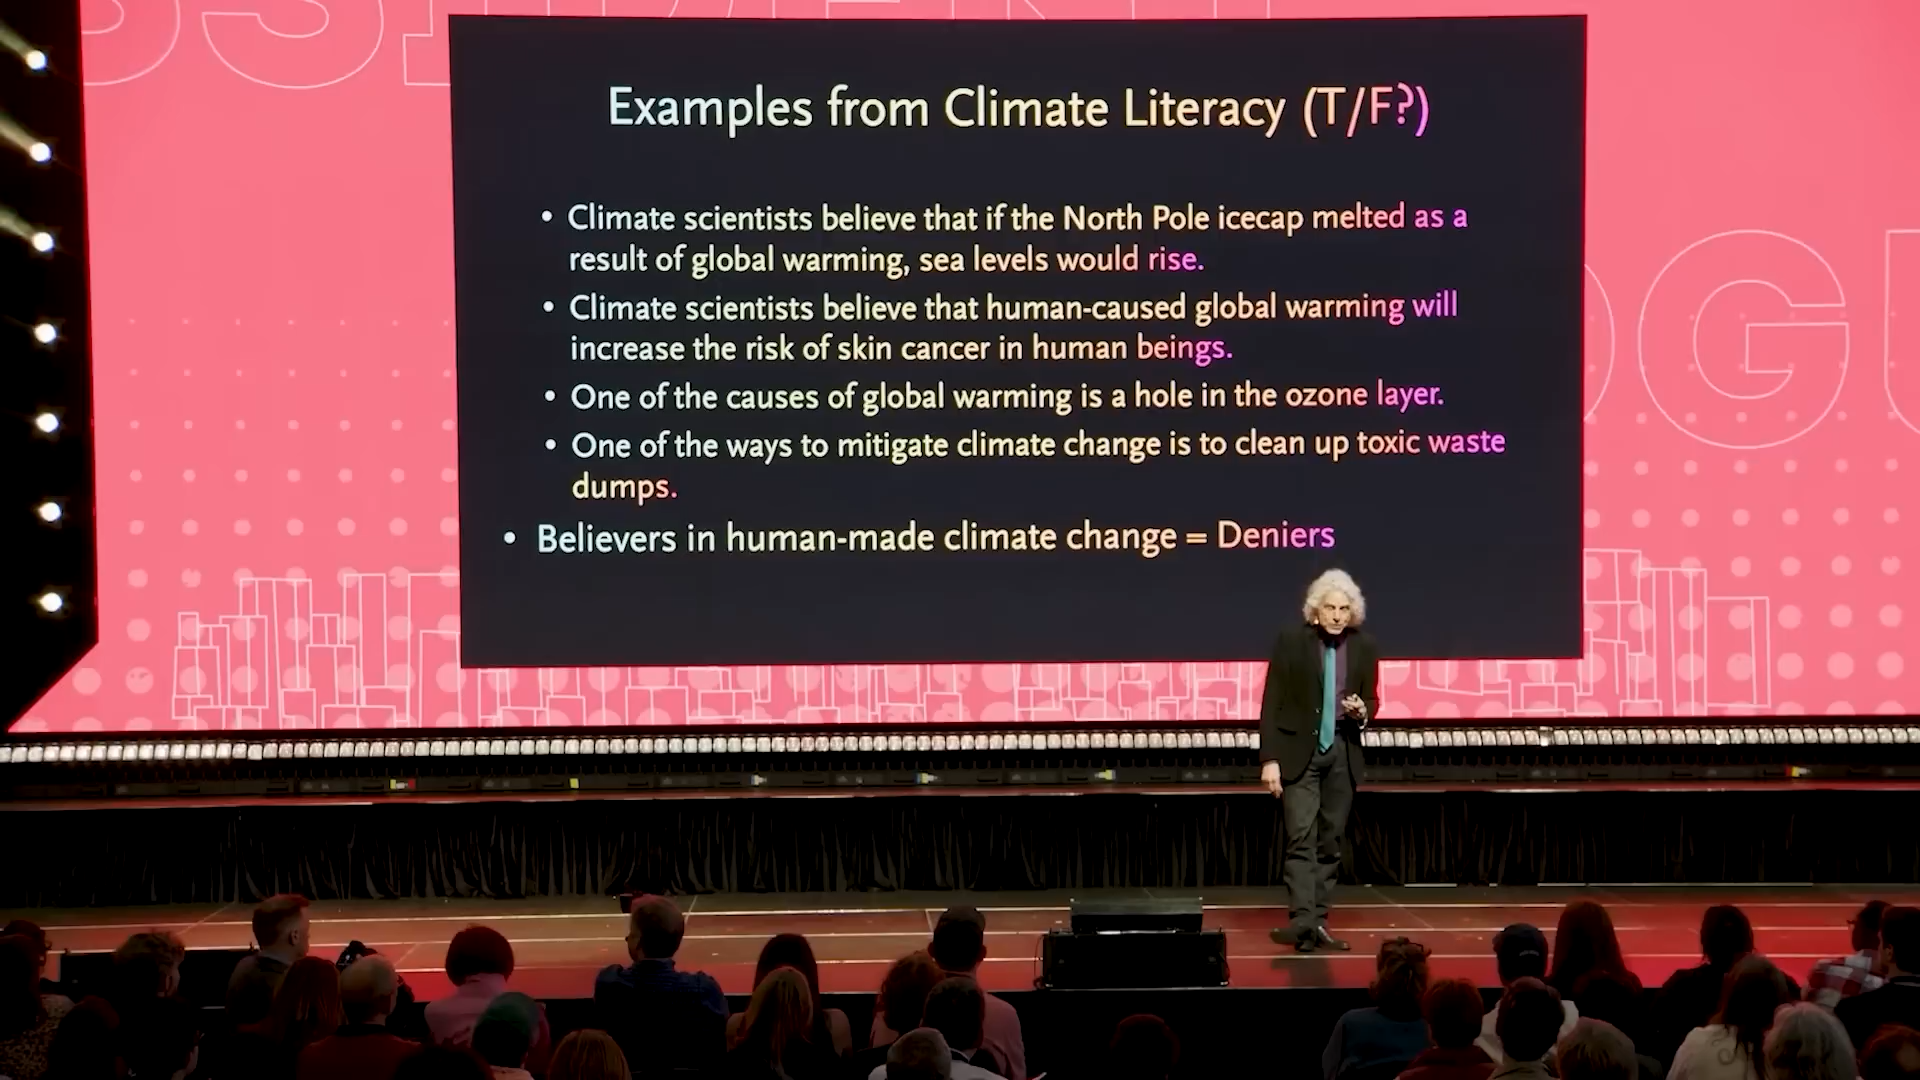 Examples from Climate Literacy (T/F?)
• Climate scientists believe that if the North Pole icecap melted as a
result of global warming, sea levels would rise.
• Climate scientists believe that human-caused global warming will
increase the risk of skin cancer in human beings.
• One of the causes of global warming is a hole in the ozone layer.
• One of the ways to mitigate climate change is to clean up toxic waste
dumps.
• Believers in human-made climate change = Deniers